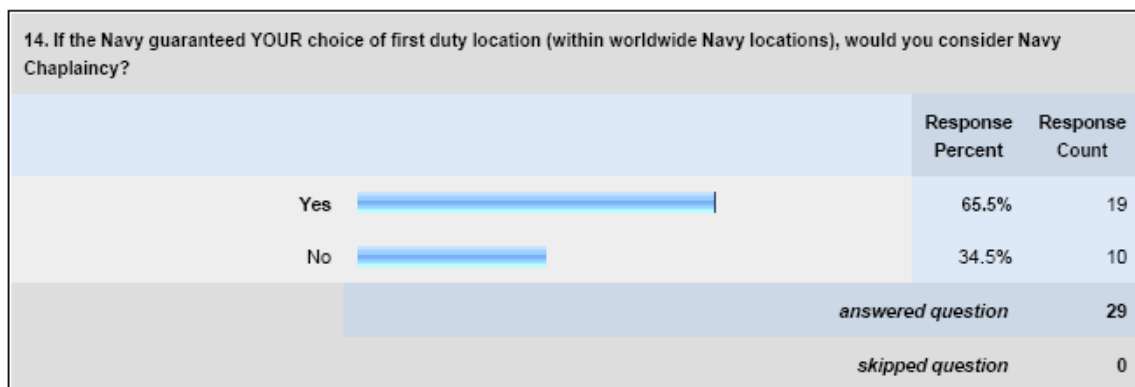 14. If the Navy guaranteed YOUR choice of first duty location (within worldwide Navy locations), would you consider Navy
Chaplaincy?
Response Percent Response Count
Yes 65.5% 19
No 34.5% 10
answered question 29
skipped question 0